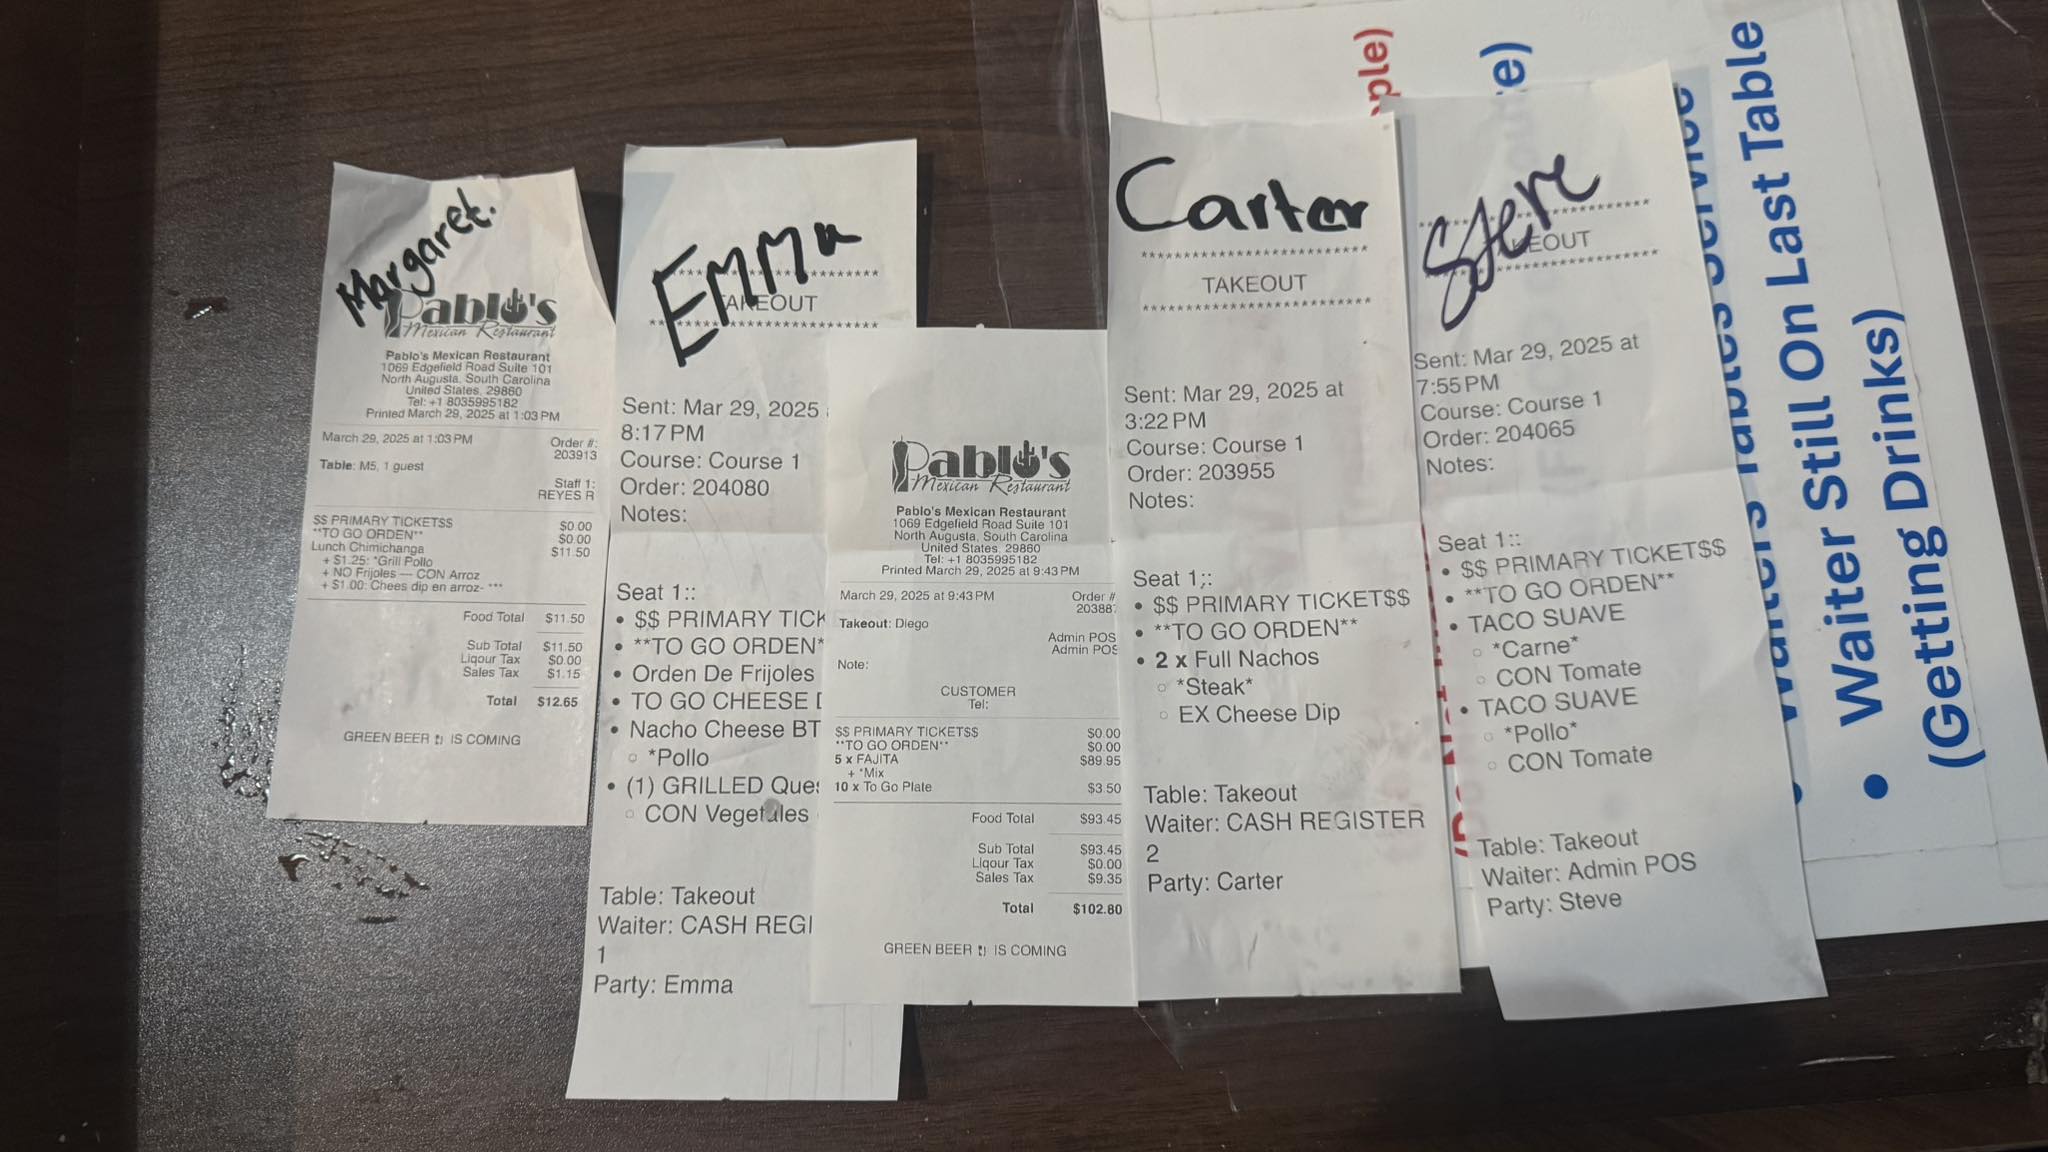 Margaret.
Pablo's
Mexican Restaurant
Pablo's Mexican Restaurant
1069 Edgefield Road Suite 101
North Augusta, South Carolina
United States, 29860
Tel: +1 8035995182
Printed March 29, 2025 at 1:03 PM
March 29, 2025 at 1:03 PM
Order #:
203913
Table: M5, 1 guest
Staff 1:
REYES R
$$ PRIMARY TICKET$$ $0.00
**TO GO ORDEN** $0.00
Lunch Chimichanga $11.50
+ $1.25: *Grill Pollo
+ NO Frijoles --- CON Arroz
+ $1.00: Chees dip en arroz- ***
Food Total $11.50
Sub Total $11.50
Liqour Tax $0.00
Sales Tax $1.15
Total $12.65
GREEN BEER IS COMING
Emma
TAKEOUT
Sent: Mar 29, 2025
8:17 PM
Course: Course 1
Order: 204080
Notes:
Seat 1::
• $$ PRIMARY TICK
• **TO GO ORDEN*
• Orden De Frijoles
• TO GO CHEESE
• Nacho Cheese BT
○ *Pollo
• (1) GRILLED Que
○ CON Vegetales
Table: Takeout
Waiter: CASH REGI
1
Party: Emma
Pablo's
Mexican Restaurant
Pablo's Mexican Restaurant
1069 Edgefield Road Suite 101
North Augusta, South Carolina
United States, 29860
Tel: +1 8035995182
Printed March 29, 2025 at 9:43 PM
March 29, 2025 at 9:43 PM
Order #
203887
Takeout: Diego
Admin POS
Admin POS
Note:
CUSTOMER
Tel:
$$ PRIMARY TICKET$$ $0.00
**TO GO ORDEN** $0.00
5 x FAJITA $89.95
+ *Mix
10 x To Go Plate $3.50
Food Total $93.45
Sub Total $93.45
Liqour Tax $0.00
Sales Tax $9.35
Total $102.80
GREEN BEER IS COMING
Carter
*****************************
TAKEOUT
*****************************
Sent: Mar 29, 2025 at
3:22 PM
Course: Course 1
Order: 203955
Notes:
Seat 1::
• $$ PRIMARY TICKET$$
• **TO GO ORDEN**
• 2 x Full Nachos
○ *Steak*
○ EX Cheese Dip
Table: Takeout
Waiter: CASH REGISTER
2
Party: Carter
Steve
TAKEOUT
Sent: Mar 29, 2025 at
7:55 PM
Course: Course 1
Order: 204065
Notes:
Seat 1::
• $$ PRIMARY TICKET$$
• **TO GO ORDEN**
• TACO SUAVE
○ *Carne*
○ CON Tomate
• TACO SUAVE
○ *Pollo*
○ CON Tomate
Table: Takeout
Waiter: Admin POS
Party: Steve
• Waiter Still On Last Table
(Getting Drinks)